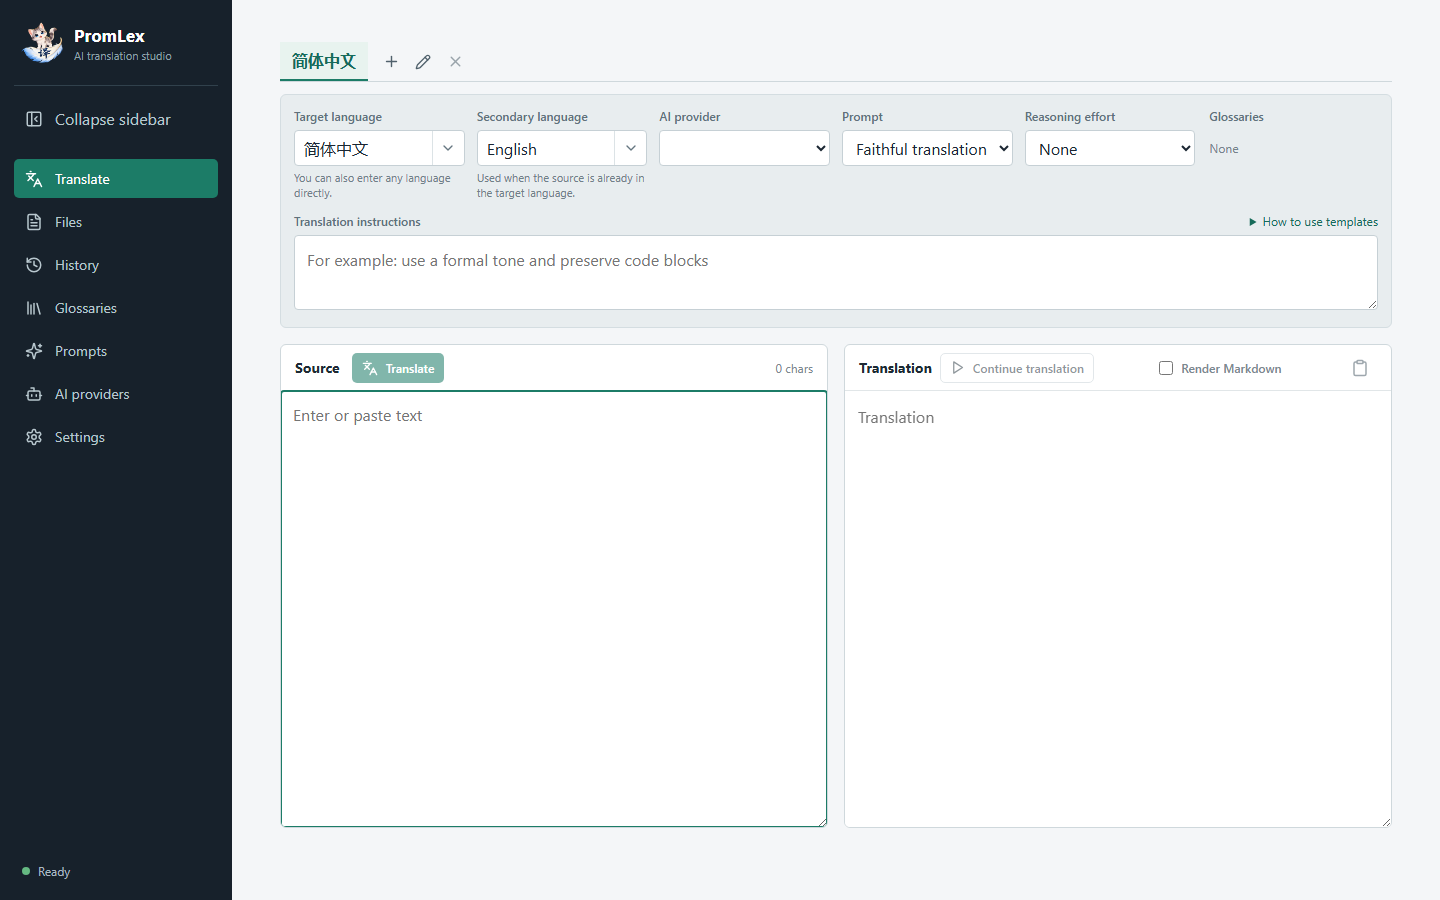 译
PromLex
AI translation studio
Collapse sidebar
Translate
Files
History
Glossaries
Prompts
AI providers
Settings
Ready
简体中文
Target language
简体中文
You can also enter any language
directly.
Secondary language
English
Used when the source is already in
the target language.
AI provider
Prompt
Faithful translation
Reasoning effort
None
Glossaries
None
Translation instructions
How to use templates
For example: use a formal tone and preserve code blocks
Source
Translate
0 chars
Enter or paste text
Translation
Continue translation
Render Markdown
Translation